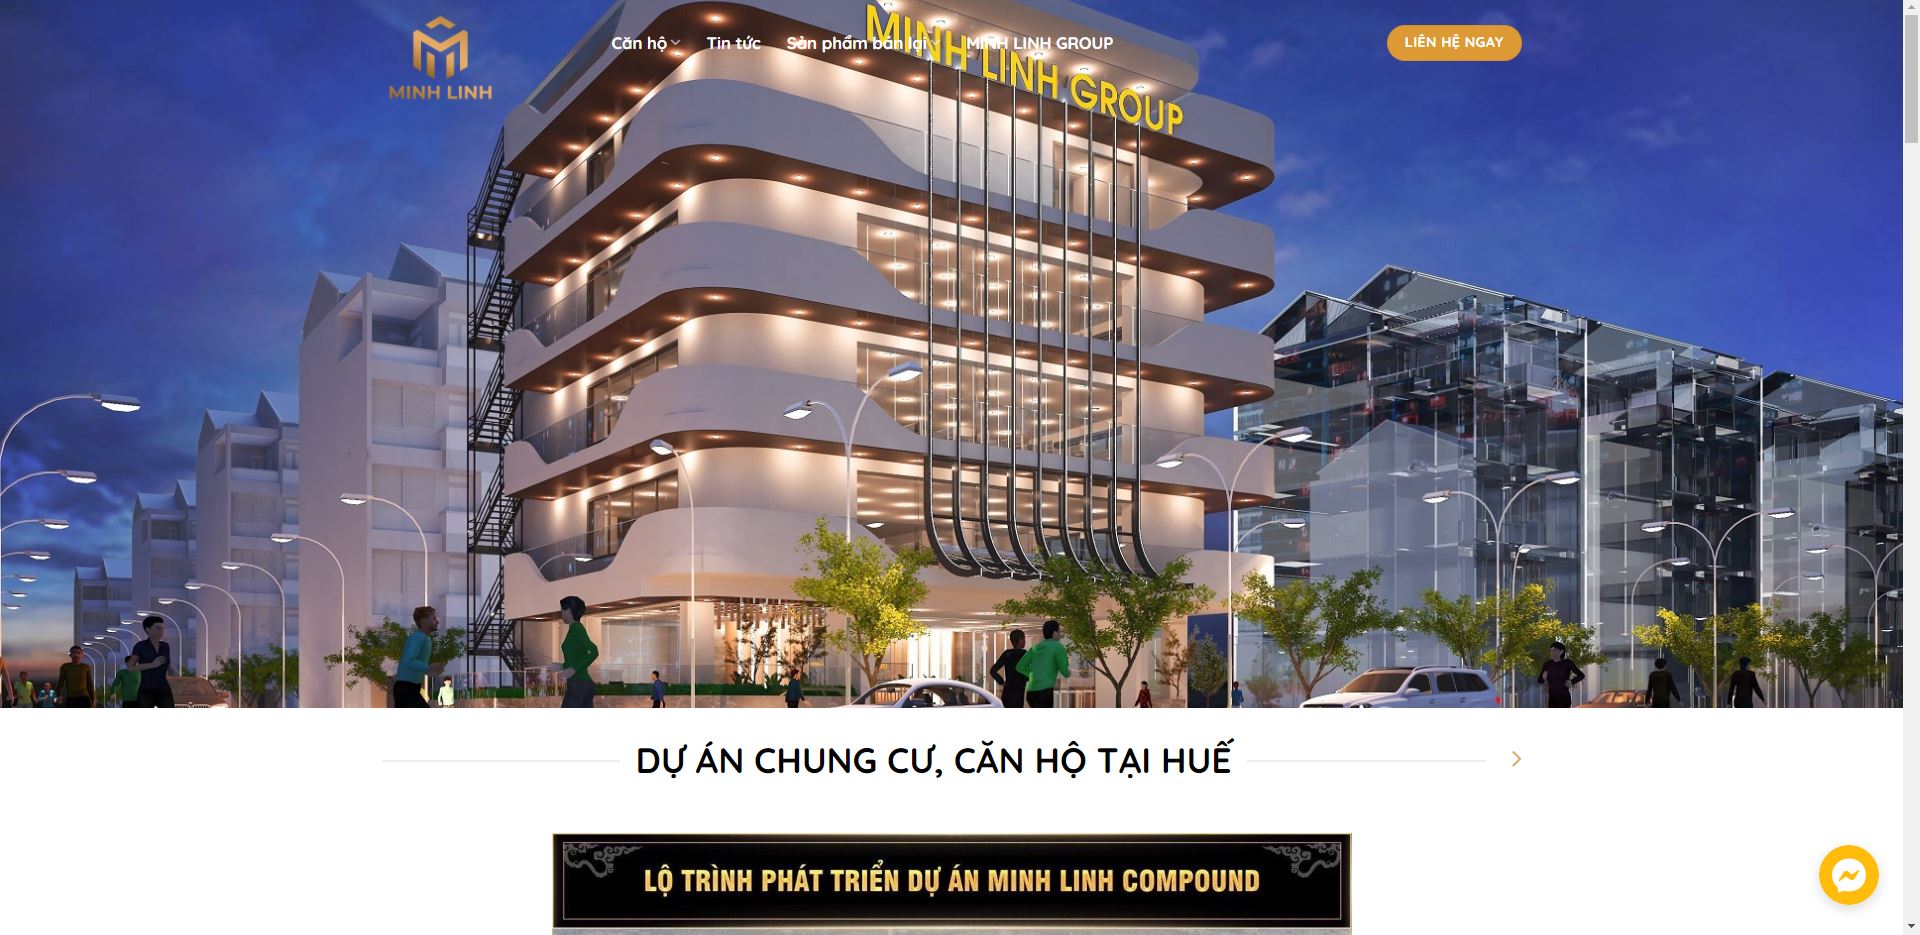 MINH LINH
Căn hộ
Tin tức
Sản phẩm bán lại
MINH LINH GROUP
LIÊN HỆ NGAY
MINH LINH GROUP
DỰ ÁN CHUNG CƯ, CĂN HỘ TẠI HUẾ
LỘ TRÌNH PHÁT TRIỂN DỰ ÁN MINH LINH COMPOUND